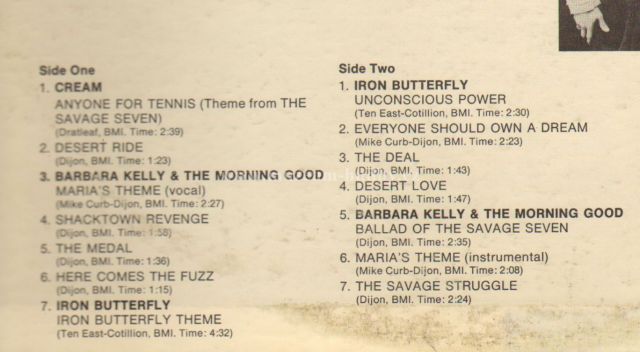 Side One
1. CREAM
ANYONE FOR TENNIS (Theme from THE
SAVAGE SEVEN)
(Dratleaf, BMI. Time: 2:39)
2. DESERT RIDE
(Dijon, BMI. Time: 1:23)
3. BARBARA KELLY & THE MORNING GOOD
MARIA'S THEME (vocal)
(Mike Curb-Dijon, BMI. Time: 2:27)
4. SHACKTOWN REVENGE
(Dijon, BMI. Time: 1:58)
5. THE MEDAL
(Dijon, BMI. Time: 1:36)
6. HERE COMES THE FUZZ
(Dijon, BMI. Time: 1:15)
7. IRON BUTTERFLY
IRON BUTTERFLY THEME
(Ten East-Cotillion, BMI. Time: 4:32)
Side Two
1. IRON BUTTERFLY
UNCONSCIOUS POWER
(Ten East-Cotillion, BMI. Time: 2:30)
2. EVERYONE SHOULD OWN A DREAM
(Mike Curb-Dijon, BMI. Time: 2:23)
3. THE DEAL
(Dijon, BMI. Time: 1:43)
4. DESERT LOVE
(Dijon, BMI. Time: 1:47)
5. BARBARA KELLY & THE MORNING GOOD
BALLAD OF THE SAVAGE SEVEN
(Dijon, BMI. Time: 2:35)
6. MARIA'S THEME (instrumental)
(Mike Curb-Dijon, BMI. Time: 2:08)
7. THE SAVAGE STRUGGLE
(Dijon, BMI. Time: 2:24)